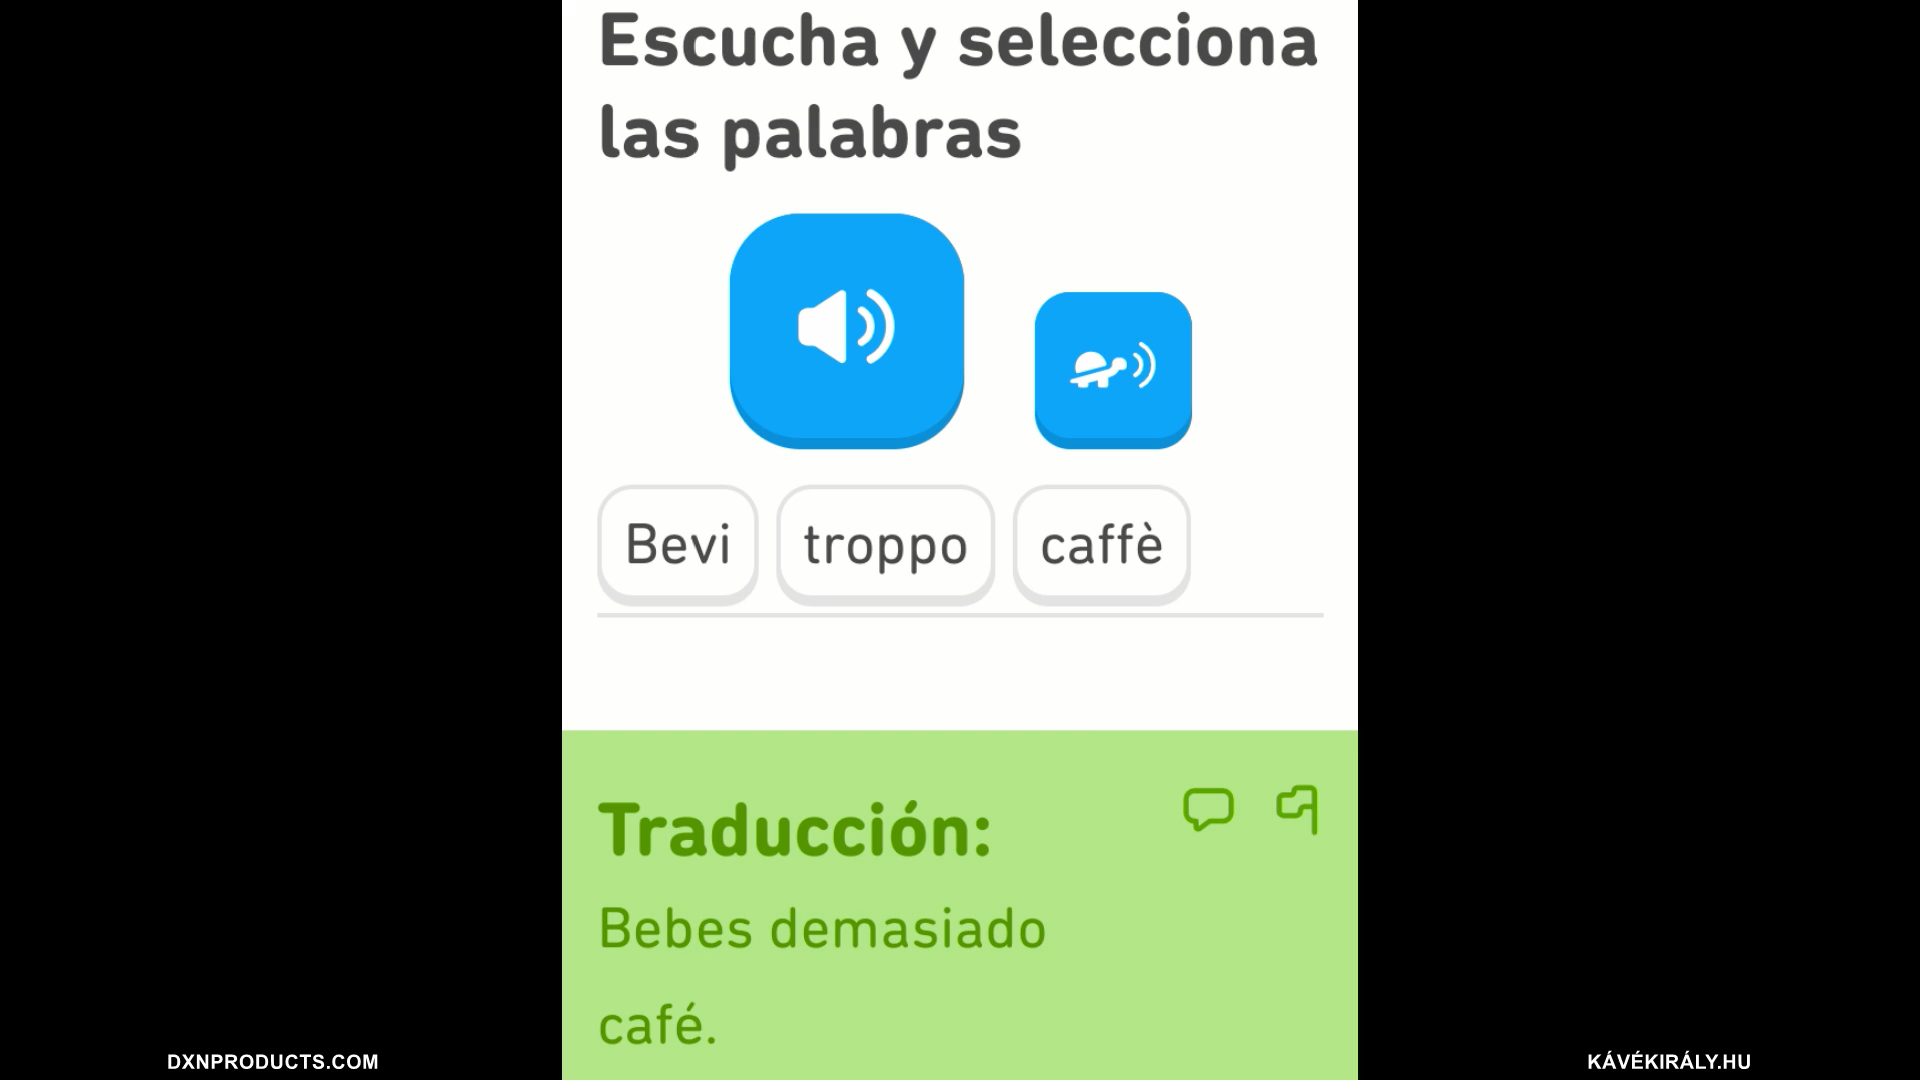 Escucha y selecciona
las palabras
Bevi troppo caffè
Traducción:
Bebes demasiado
café.
DXNPRODUCTS.COM
KÁVÉKIRÁLY.HU